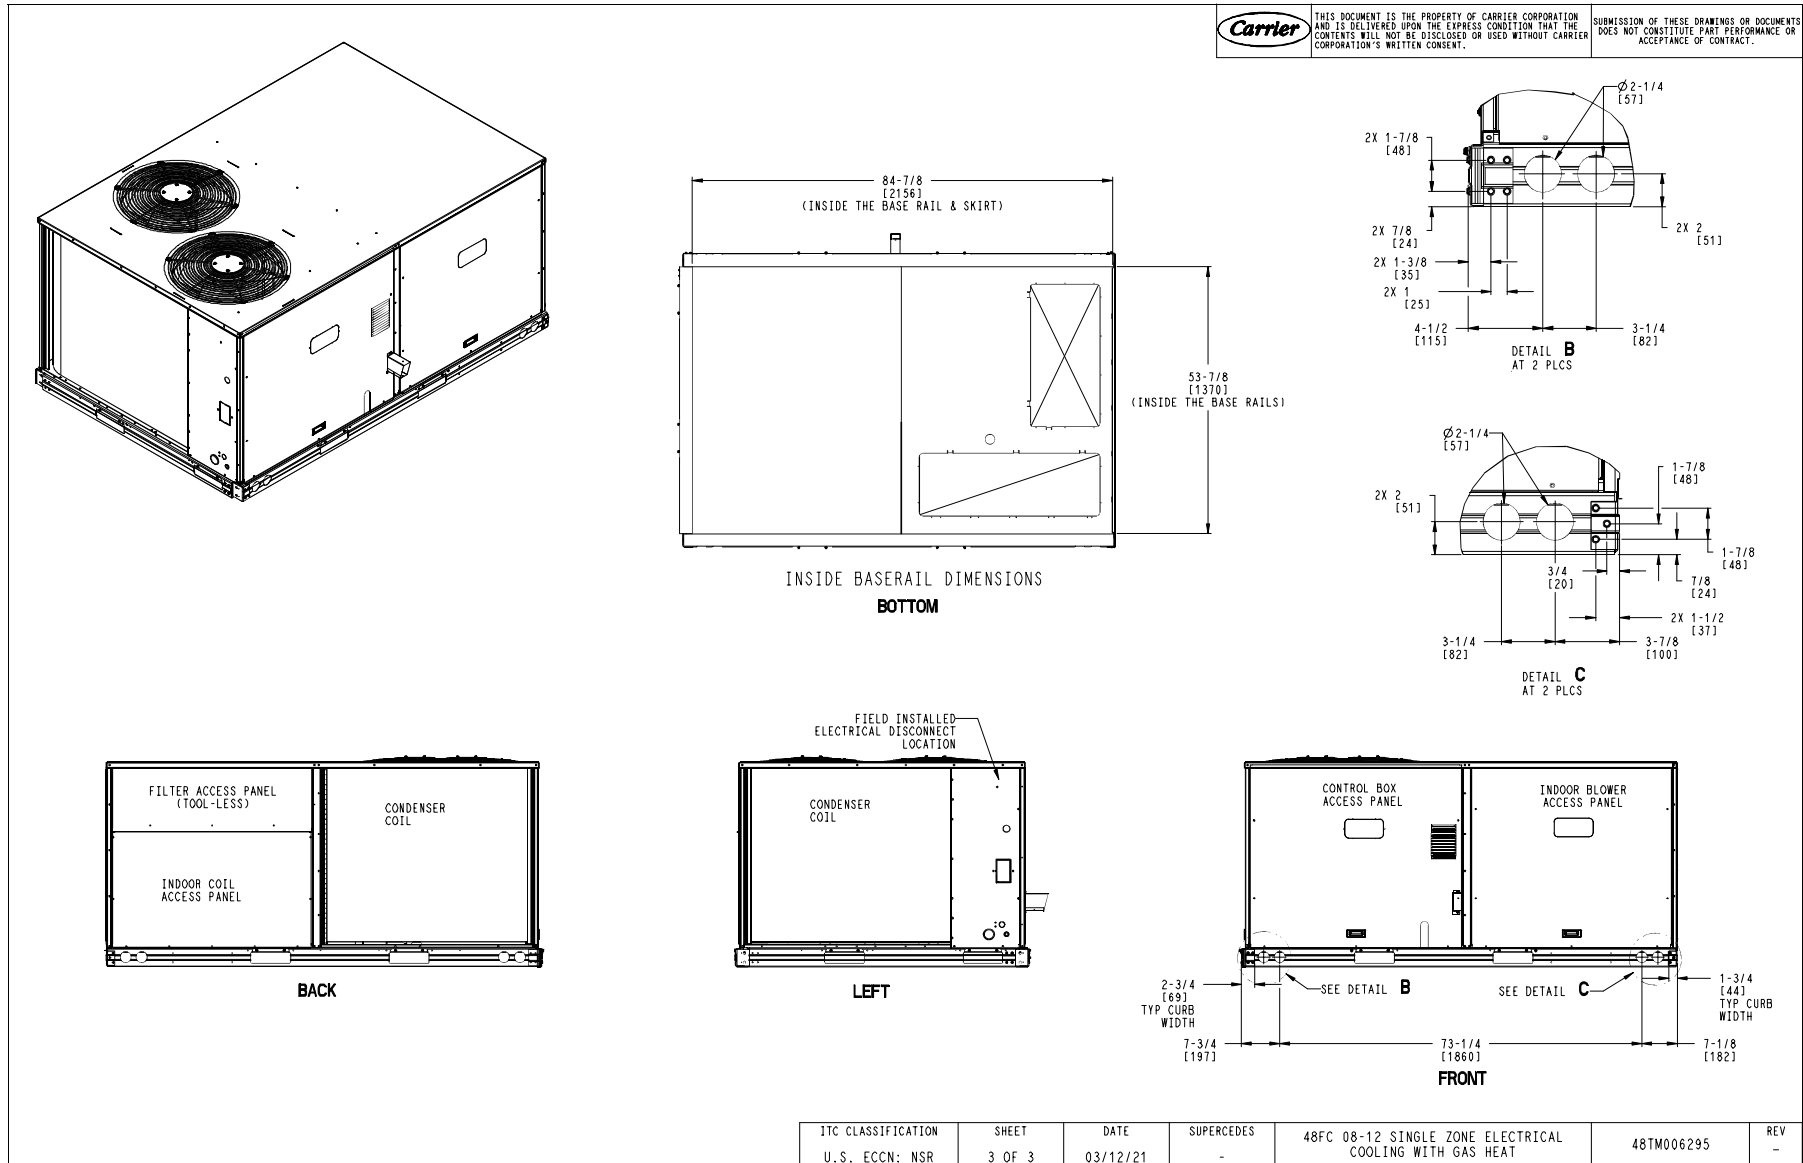 Carrier
THIS DOCUMENT IS THE PROPERTY OF CARRIER CORPORATION
AND IS DELIVERED UPON THE EXPRESS CONDITION THAT THE
CONTENTS WILL NOT BE DISCLOSED OR USED WITHOUT CARRIER
CORPORATION'S WRITTEN CONSENT.
SUBMISSION OF THESE DRAWINGS OR DOCUMENTS
DOES NOT CONSTITUTE PART PERFORMANCE OR
ACCEPTANCE OF CONTRACT.
84-7/8
[2156]
(INSIDE THE BASE RAIL & SKIRT)
53-7/8
[1370]
(INSIDE THE BASE RAILS)
INSIDE BASERAIL DIMENSIONS
BOTTOM
Ø2-1/4
[57]
2X 1-7/8
[48]
2X 7/8
[24]
2X 1-3/8
[35]
2X 1
[25]
4-1/2
[115]
2X 2
[51]
3-1/4
[82]
DETAIL B
AT 2 PLCS
Ø2-1/4
[57]
1-7/8
[48]
2X 2
[51]
1-7/8
[48]
3/4
[20]
7/8
[24]
2X 1-1/2
[37]
3-1/4
[82]
3-7/8
[100]
DETAIL C
AT 2 PLCS
FILTER ACCESS PANEL
(TOOL-LESS)
CONDENSER
COIL
INDOOR COIL
ACCESS PANEL
BACK
FIELD INSTALLED
ELECTRICAL DISCONNECT
LOCATION
CONDENSER
COIL
LEFT
CONTROL BOX
ACCESS PANEL
INDOOR BLOWER
ACCESS PANEL
SEE DETAIL B
SEE DETAIL C
2-3/4
[69]
TYP CURB
WIDTH
1-3/4
[44]
TYP CURB
WIDTH
7-3/4
[197]
73-1/4
[1860]
7-1/8
[182]
FRONT
ITC CLASSIFICATION
U.S. ECCN: NSR
SHEET
3 OF 3
DATE
03/12/21
SUPERCEDES
-
48FC 08-12 SINGLE ZONE ELECTRICAL
COOLING WITH GAS HEAT
48TM006295
REV
-